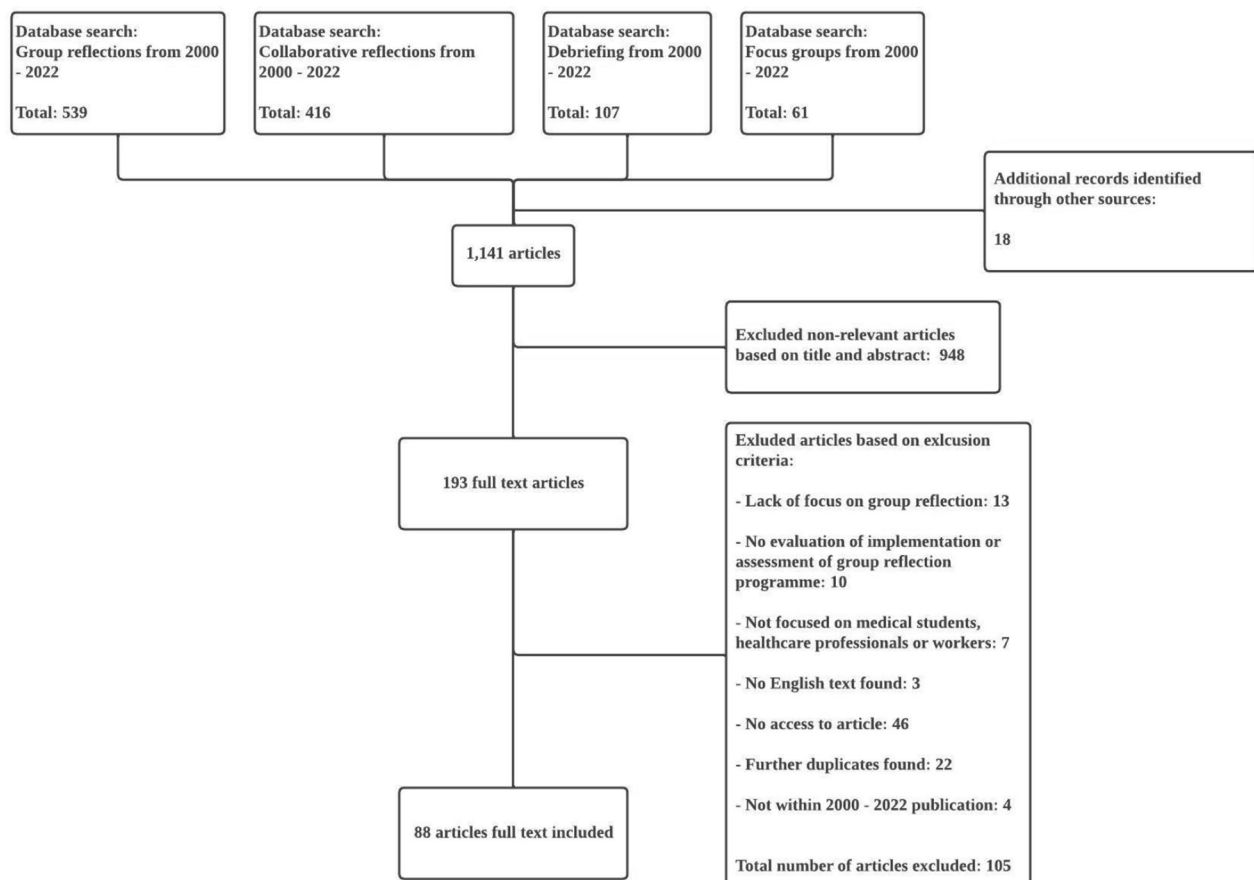 Database search:
Group reflections from 2000
- 2022
Total: 539
Database search:
Collaborative reflections from
2000 - 2022
Total: 416
Database search:
Debriefing from 2000
- 2022
Total: 107
Database search:
Focus groups from 2000
- 2022
Total: 61
Additional records identified
through other sources:
18
1,141 articles
Excluded non-relevant articles
based on title and abstract: 948
193 full text articles
Exluded articles based on exlcusion
criteria:
- Lack of focus on group reflection: 13
- No evaluation of implementation or
assessment of group reflection
programme: 10
- Not focused on medical students,
healthcare professionals or workers: 7
- No English text found: 3
- No access to article: 46
- Further duplicates found: 22
- Not within 2000 - 2022 publication: 4
Total number of articles excluded: 105
88 articles full text included